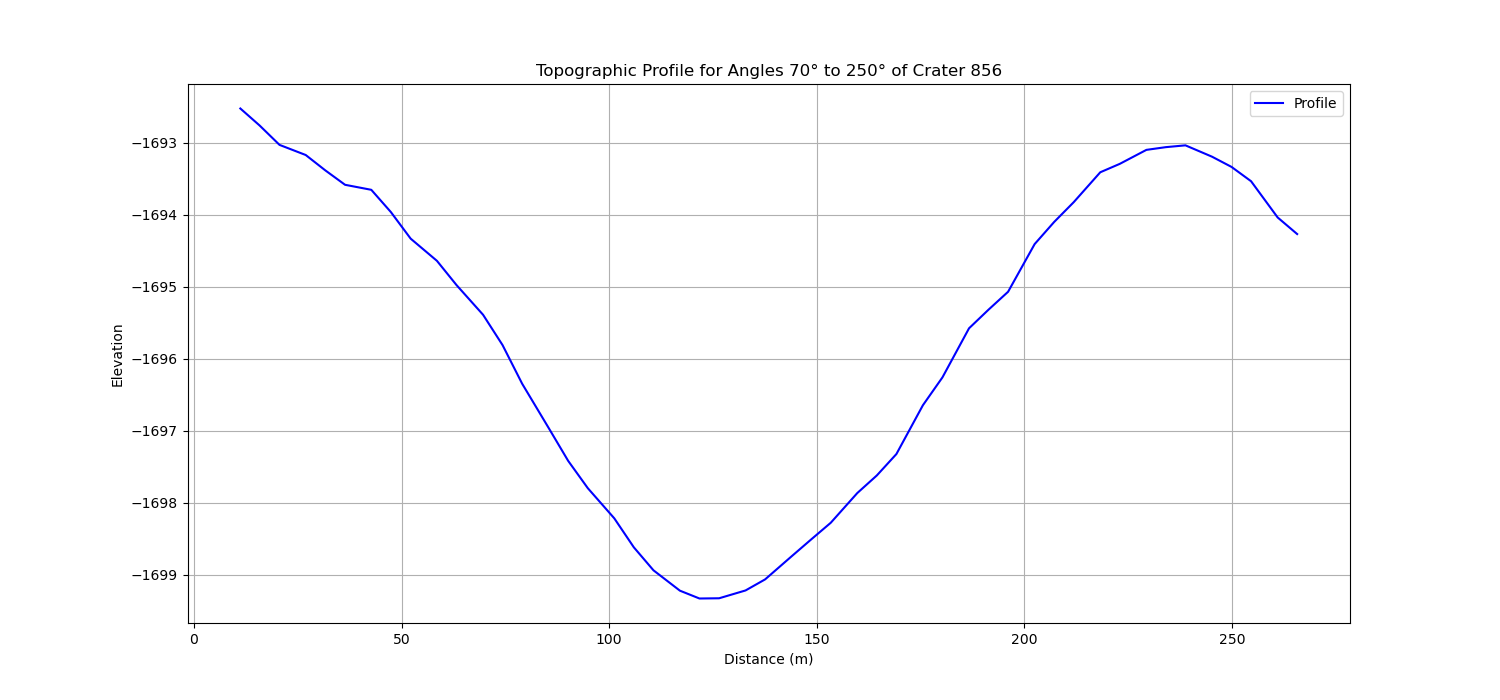 Topographic Profile for Angles 70° to 250° of Crater 856
Profile
−1693
−1694
−1695
−1696
−1697
−1698
−1699
Elevation
0 50 100 150 200 250
Distance (m)